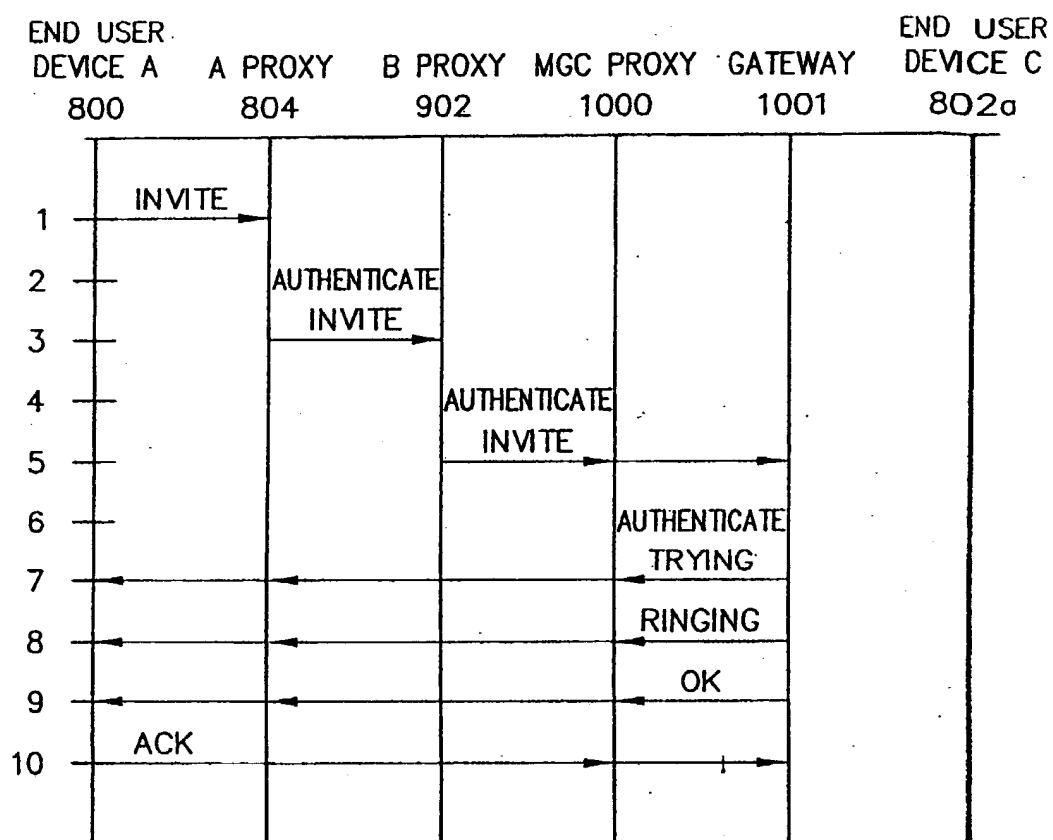 END USER DEVICE A
A PROXY
B PROXY
MGC PROXY
GATEWAY
END USER DEVICE C
800 804 902 1000 1001 802a
1 INVITE
2 AUTHENTICATE
3 INVITE
4 AUTHENTICATE
5 INVITE
6 AUTHENTICATE
7 TRYING
8 RINGING
9 OK
10 ACK